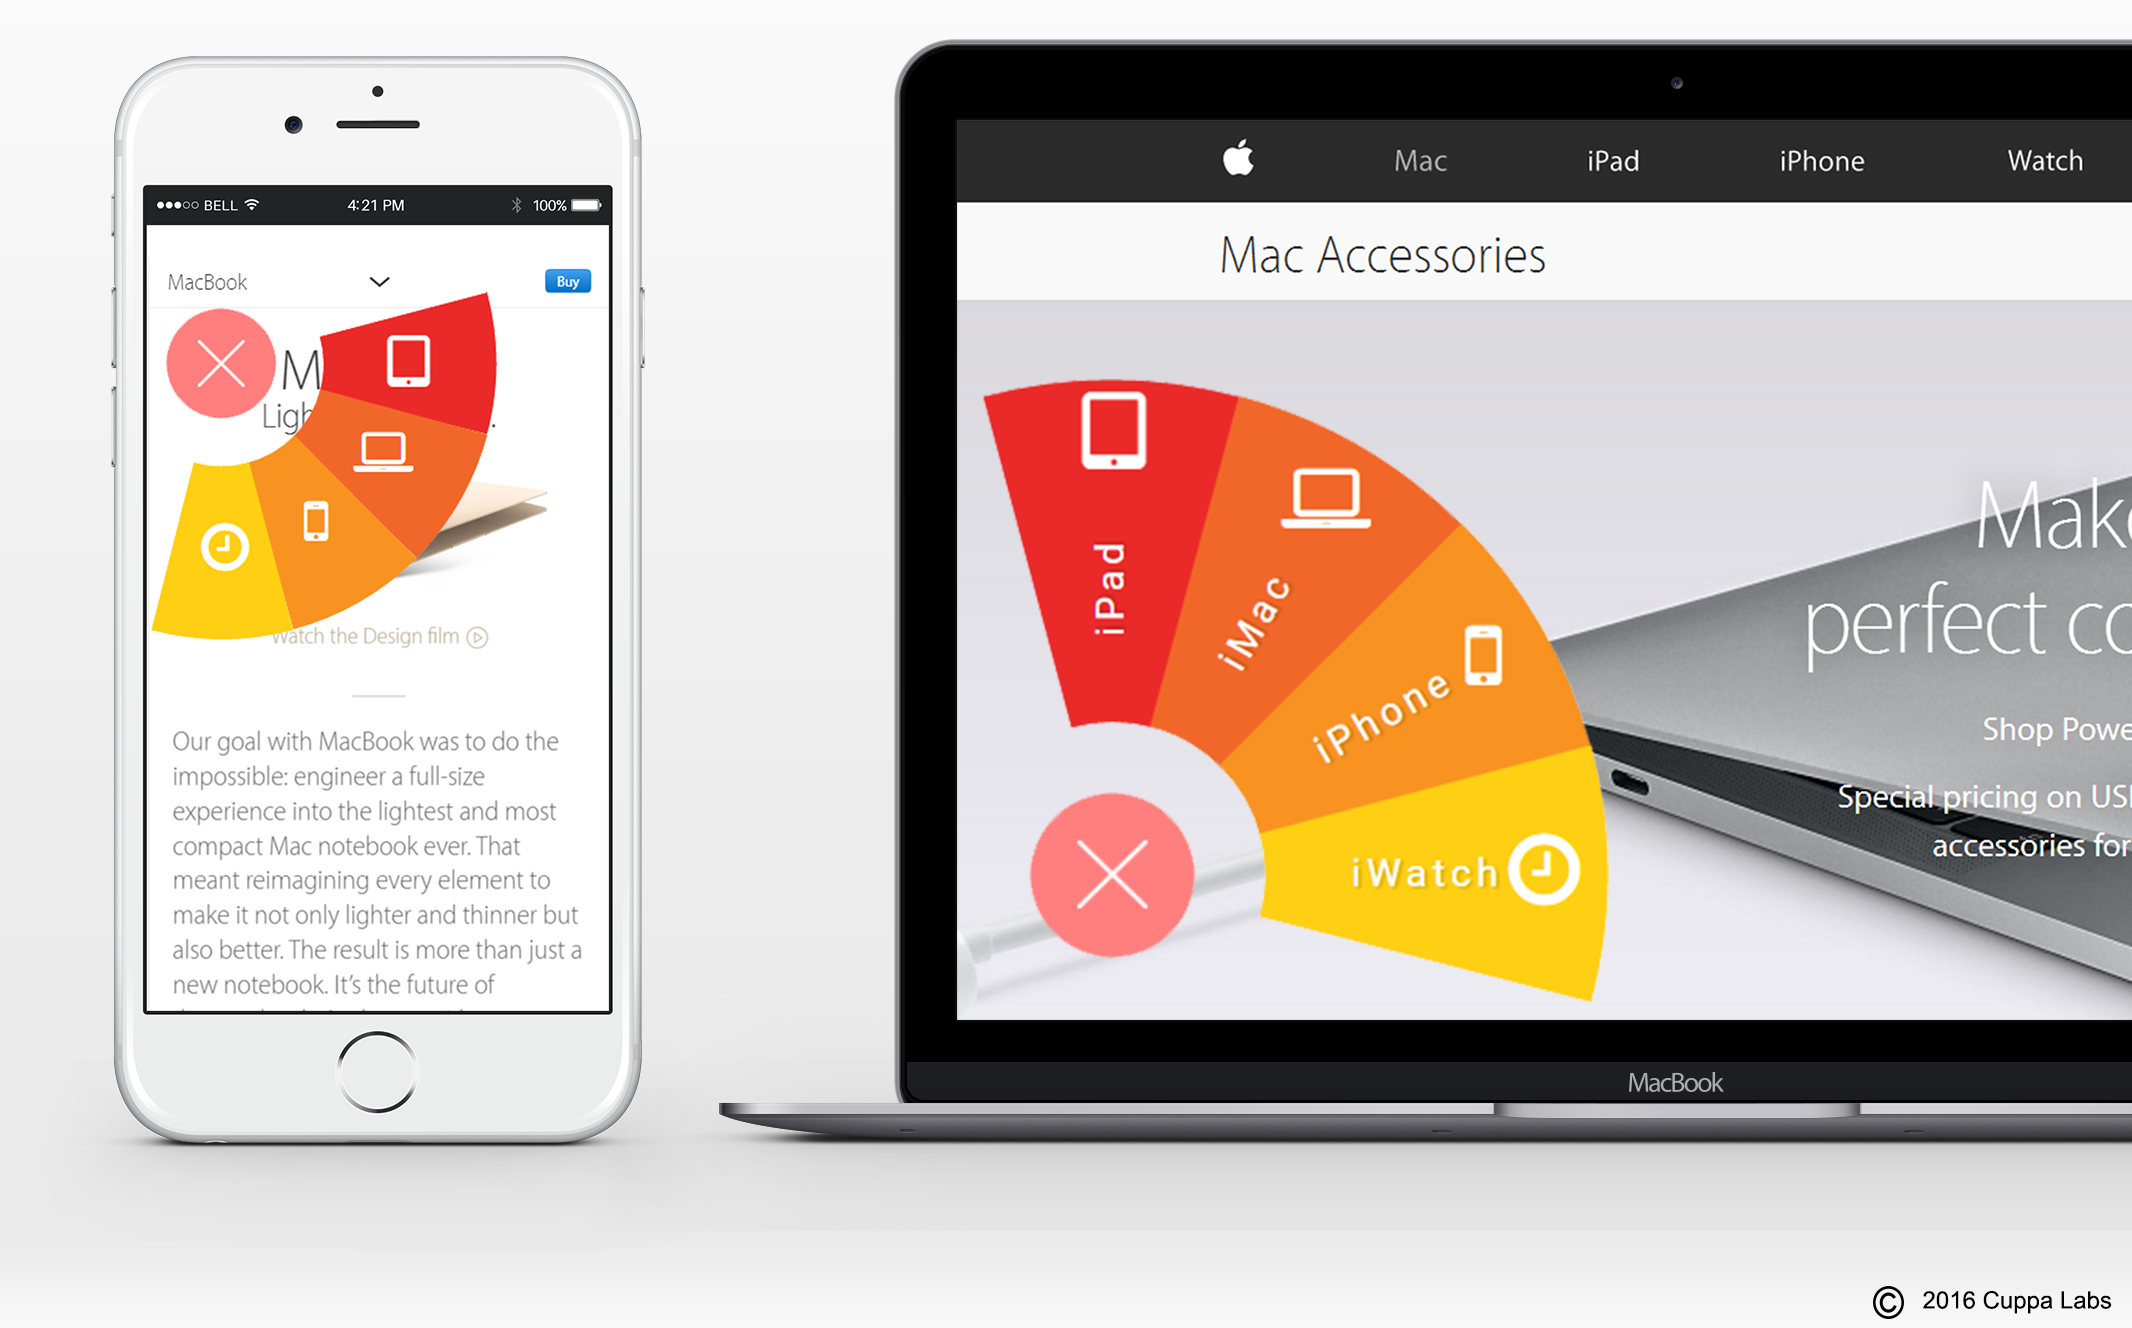 BELL
4:21 PM
100%
MacBook
Buy
M
Ligh
.
Watch the Design film
Our goal with MacBook was to do the
impossible: engineer a full-size
experience into the lightest and most
compact Mac notebook ever. That
meant reimagining every element to
make it not only lighter and thinner but
also better. The result is more than just a
new notebook. It's the future of
Mac
iPad
iPhone
Watch
Mac Accessories
iPad
iMac
iPhone
iWatch
Make
perfect co
Shop Powe
Special pricing on USB
accessories for
MacBook
© 2016 Cuppa Labs